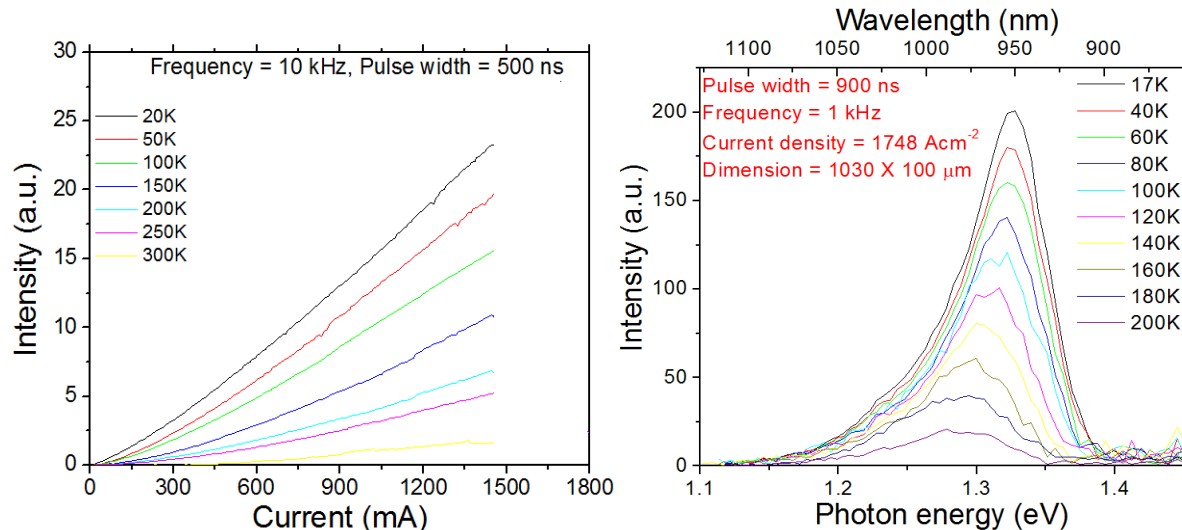 Frequency = 10 kHz, Pulse width = 500 ns
20K
50K
100K
150K
200K
250K
300K
30
25
20
15
10
5
0
Intensity (a.u.)
0 300 600 900 1200 1500 1800
Current (mA)
Wavelength (nm)
1100 1050 1000 950 900
Pulse width = 900 ns
Frequency = 1 kHz
Current density = 1748 Acm⁻²
Dimension = 1030 X 100 μm
17K
40K
60K
80K
100K
120K
140K
160K
180K
200K
200
150
100
50
0
Intensity (a.u.)
1.1 1.2 1.3 1.4
Photon energy (eV)